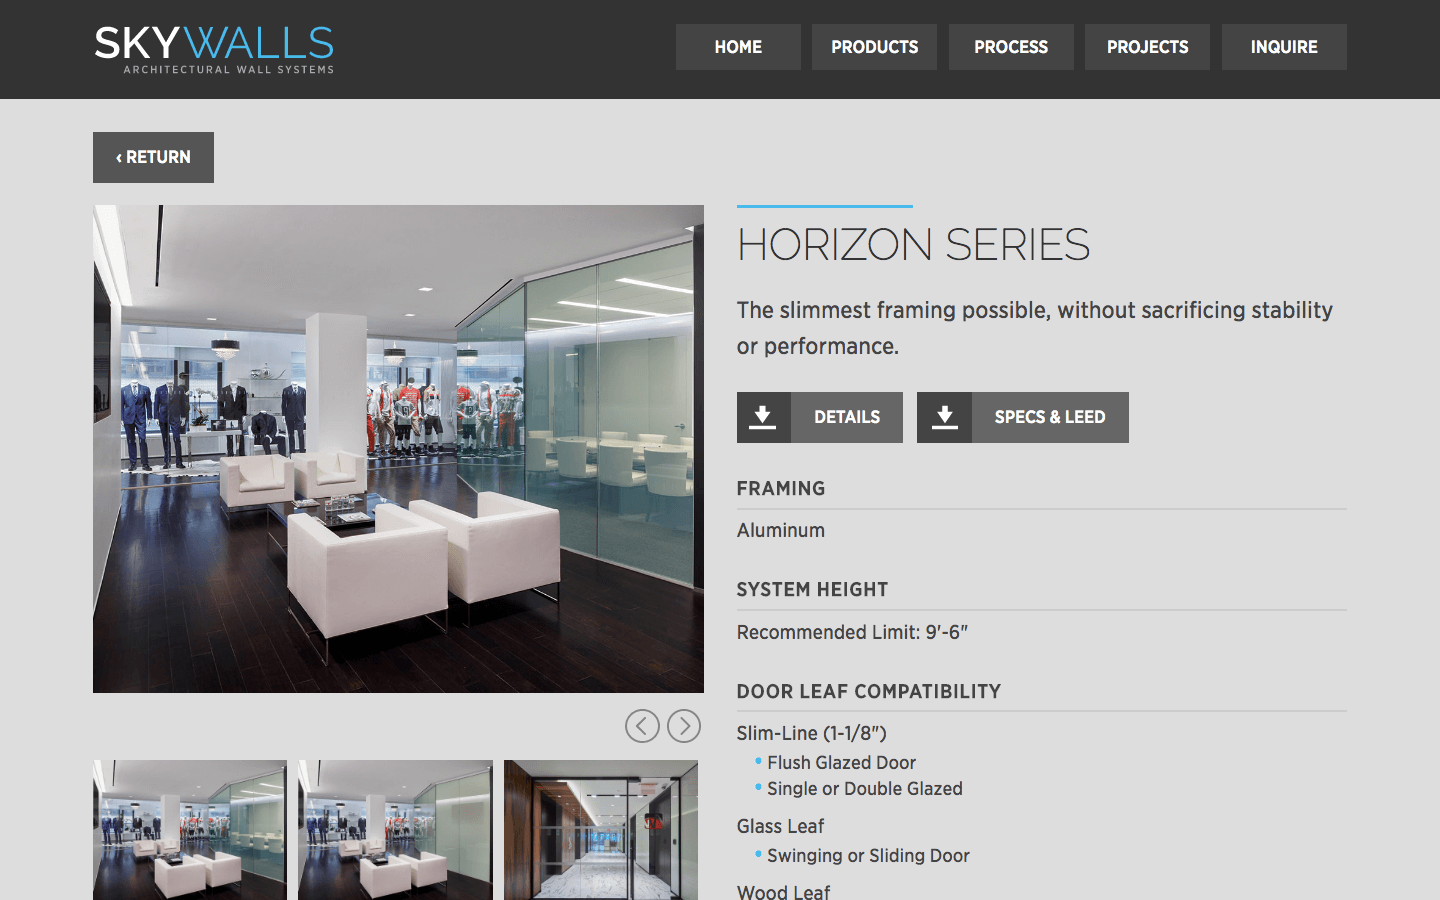 SKYWALLS
ARCHITECTURAL WALL SYSTEMS
HOME
PRODUCTS
PROCESS
PROJECTS
INQUIRE
‹ RETURN
HORIZON SERIES
The slimmest framing possible, without sacrificing stability
or performance.
DETAILS
SPECS & LEED
FRAMING
Aluminum
SYSTEM HEIGHT
Recommended Limit: 9'-6"
DOOR LEAF COMPATIBILITY
Slim-Line (1-1/8")
• Flush Glazed Door
• Single or Double Glazed
Glass Leaf
• Swinging or Sliding Door
Wood Leaf